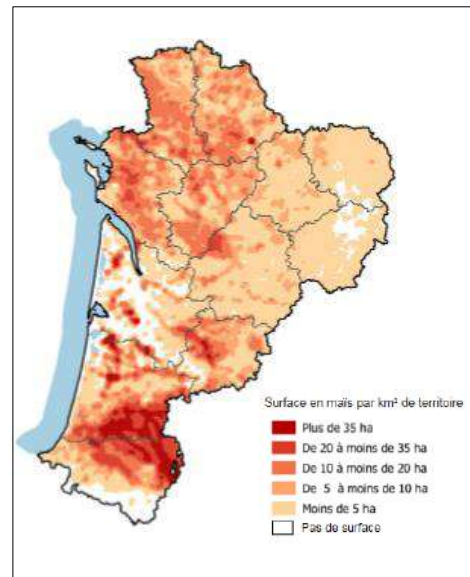 Surface en maïs par km² de territoire
Plus de 35 ha
De 20 à moins de 35 ha
De 10 à moins de 20 ha
De 5 à moins de 10 ha
Moins de 5 ha
Pas de surface